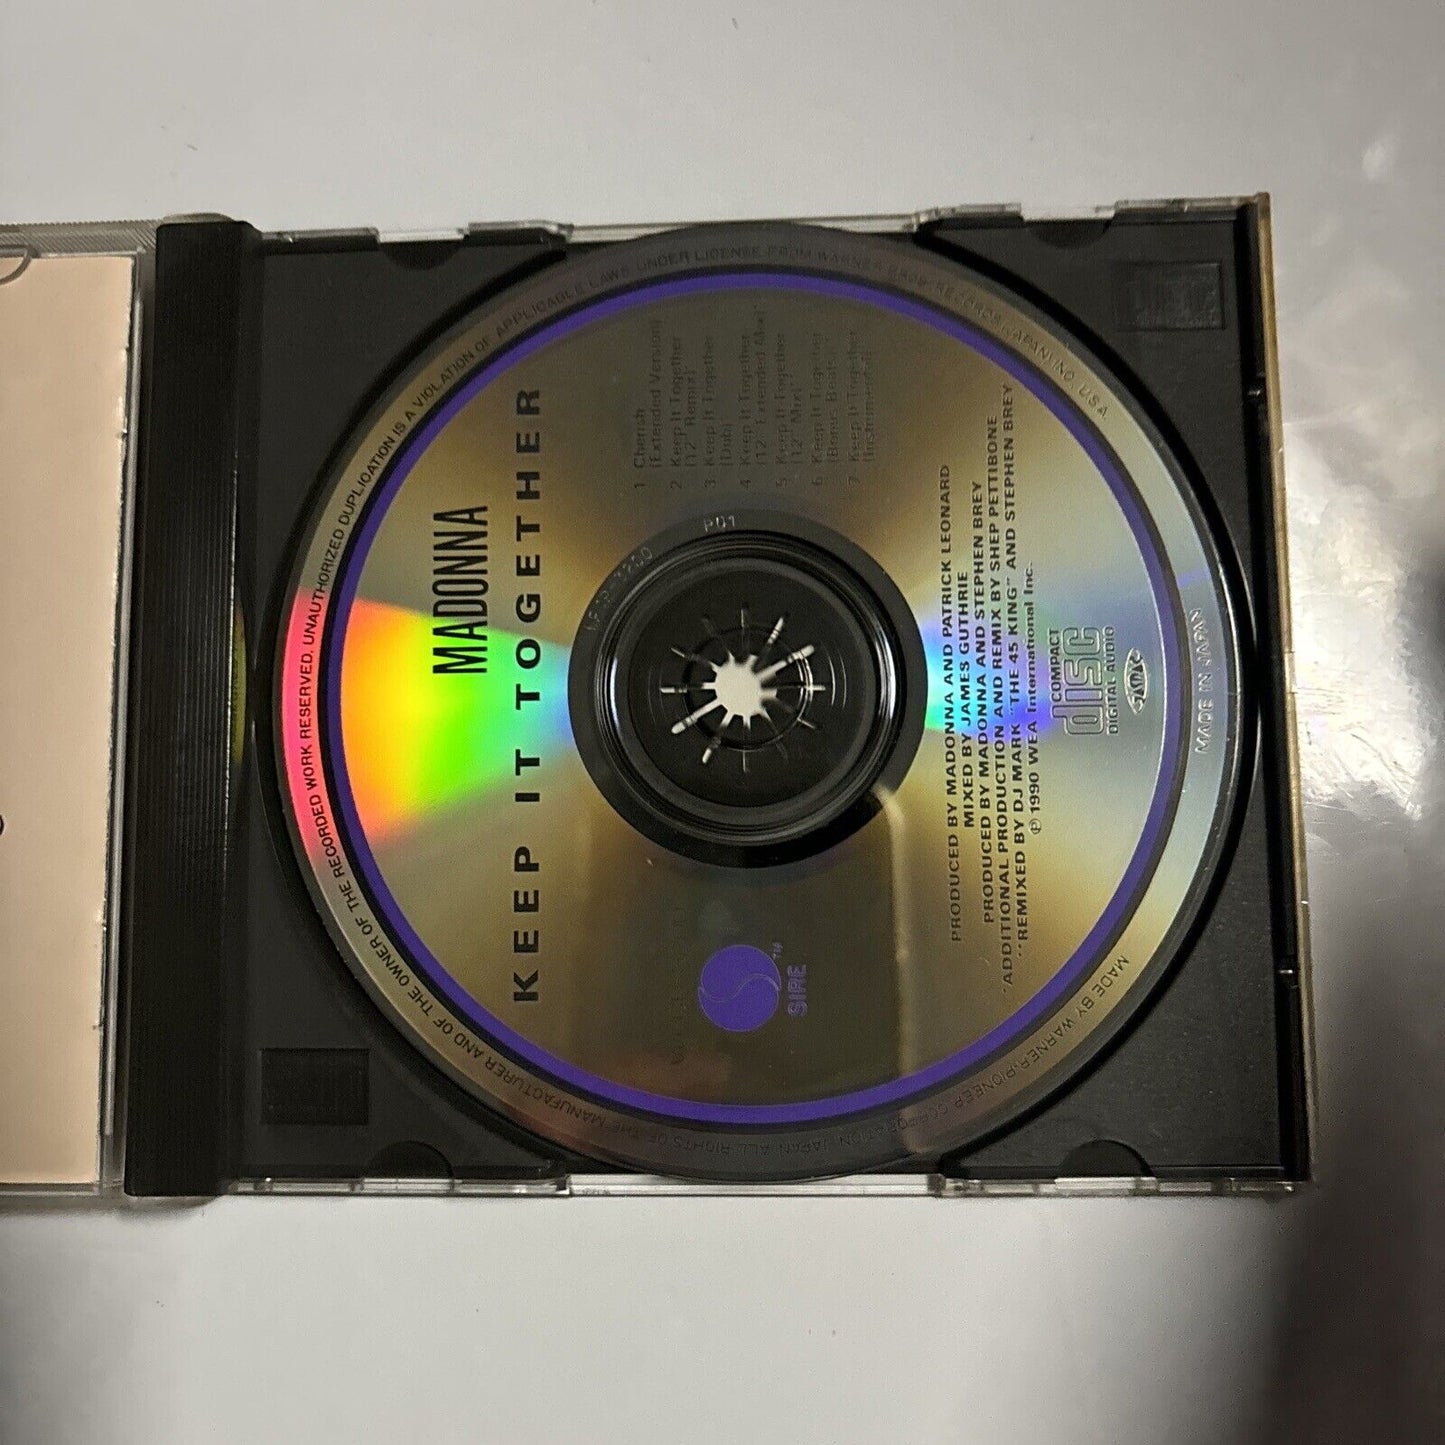 MADONNA
KEEP IT TOGETHER
1 Cherish
(Extended Version)
2 Keep It Together
(12" Remix)'
3 Keep It Together
(Dub)
4 Keep It Together
(12" Extended Mix)'
5 Keep It Together
(12" Mix)''
6 Keep It Together
(Bonus Beats)
7 Keep It Together
(Instrumental)
P01
SIRE
TM
PRODUCED BY MADONNA AND PATRICK LEONARD
MIXED BY JAMES GUTHRIE
PRODUCED BY MADONNA AND STEPHEN BREY
'ADDITIONAL PRODUCTION AND REMIX BY SHEP PETTIBONE
''REMIXED BY DJ MARK "THE 45 KING" AND STEPHEN BREY
℗ 1990 WEA International Inc.
COMPACT
disc
DIGITAL AUDIO
MADE IN JAPAN
MADE BY WARNER-PIONEER CORPORATION/JAPAN. ALL RIGHTS OF THE MANUFACTURER AND OF THE OWNER OF THE RECORDED WORK RESERVED. UNAUTHORIZED DUPLICATION IS A VIOLATION OF APPLICABLE LAWS UNDER LICENSE FROM WARNER BROS. RECORDS/JAPAN INC., U.S.A.